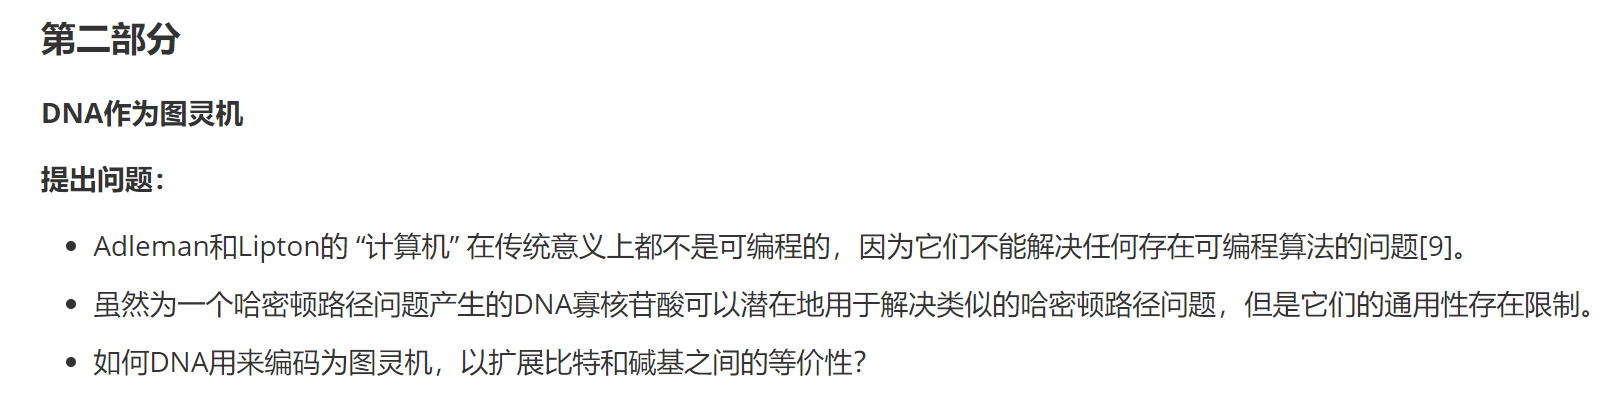 第二部分
DNA作为图灵机
提出问题：
• Adleman和Lipton的 “计算机” 在传统意义上都不是可编程的，因为它们不能解决任何存在可编程算法的问题[9]。
• 虽然为一个哈密顿路径问题产生的DNA寡核苷酸可以潜在地用于解决类似的哈密顿路径问题，但是它们的通用性存在限制。
• 如何DNA用来编码为图灵机，以扩展比特和碱基之间的等价性？